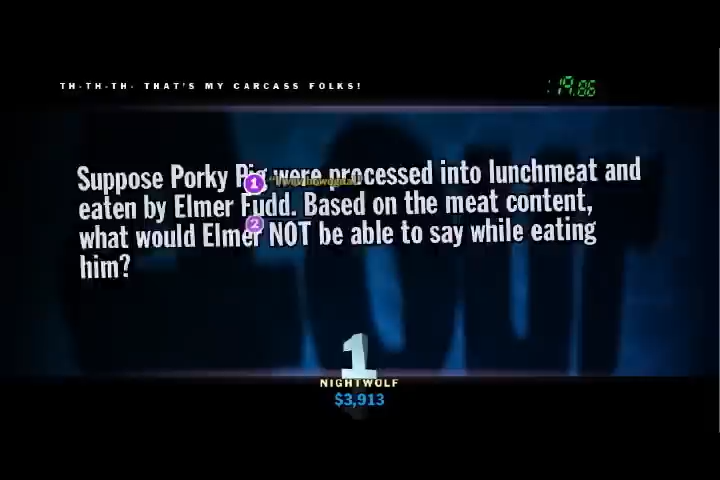 TH-TH-TH- THAT'S MY CARCASS FOLKS!
:19.86
Suppose Porky Pig were processed into lunchmeat and
eaten by Elmer Fudd. Based on the meat content,
what would Elmer NOT be able to say while eating
him?
1
2
1
NIGHTWOLF
$3,913